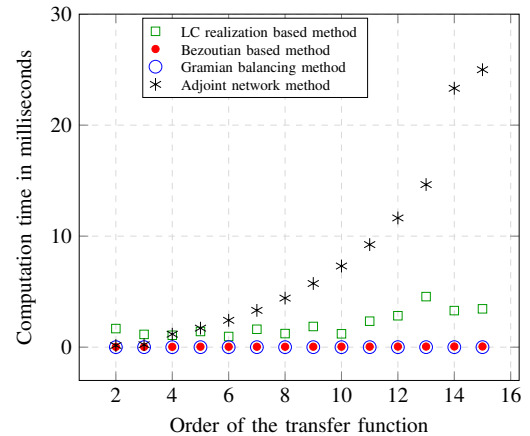 30
20
10
0
Computation time in milliseconds
LC realization based method
Bezoutian based method
Gramian balancing method
Adjoint network method
2 4 6 8 10 12 14 16
Order of the transfer function